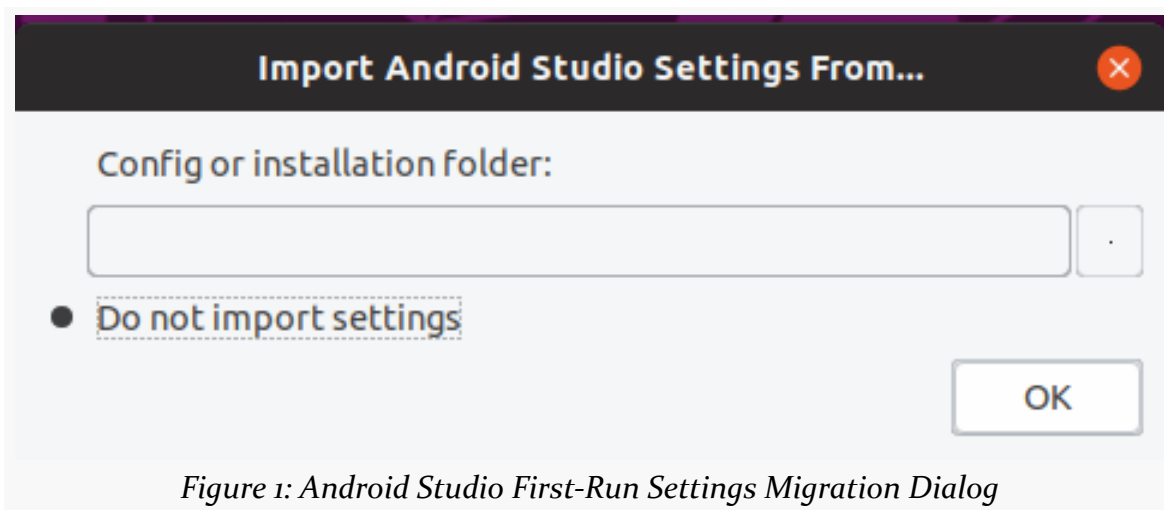 Import Android Studio Settings From...
Config or installation folder:
.
Do not import settings
OK
Figure 1: Android Studio First-Run Settings Migration Dialog